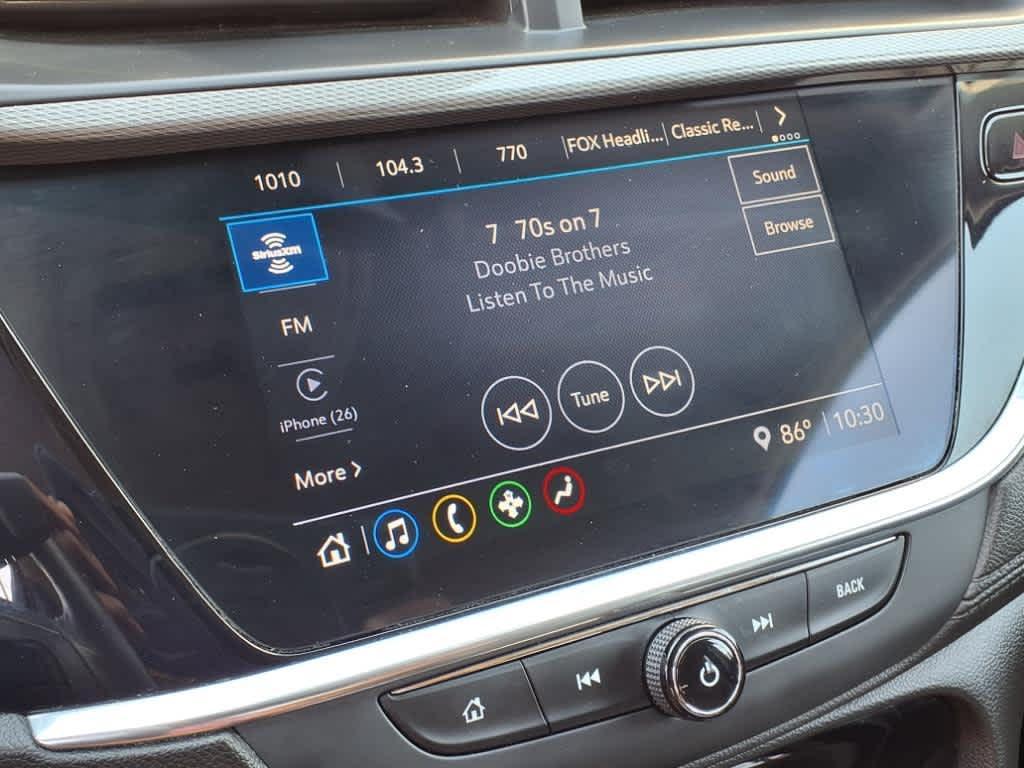 1010 104.3 770 FOX Headli... Classic Re...
SiriusXM
7 70s on 7
Doobie Brothers
Listen To The Music
Sound
Browse
FM
iPhone (26)
More
Tune
86° 10:30
BACK